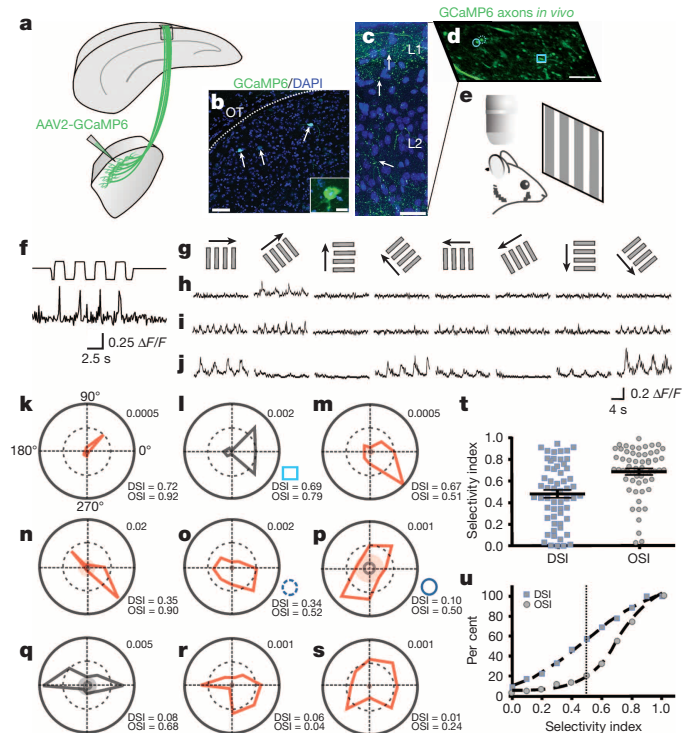 a
AAV2-GCaMP6
GCaMP6/DAPI
b
OT
c
L1
L2
GCaMP6 axons in vivo
d
e
f
0.25 ΔF/F
2.5 s
g
h
i
j
0.2 ΔF/F
4 s
k
90°
0.0005
180°
0°
270°
DSI = 0.72
OSI = 0.92
l
0.002
DSI = 0.69
OSI = 0.79
m
0.0005
DSI = 0.67
OSI = 0.51
n
0.02
DSI = 0.35
OSI = 0.90
o
0.002
DSI = 0.34
OSI = 0.52
p
0.001
DSI = 0.10
OSI = 0.50
q
0.005
DSI = 0.08
OSI = 0.68
r
0.001
DSI = 0.06
OSI = 0.04
s
0.001
DSI = 0.01
OSI = 0.24
t
Selectivity index
1.0
0.8
0.6
0.4
0.2
0
DSI
OSI
u
DSI
OSI
Per cent
100
80
60
40
20
0
0.0 0.2 0.4 0.6 0.8 1.0
Selectivity index